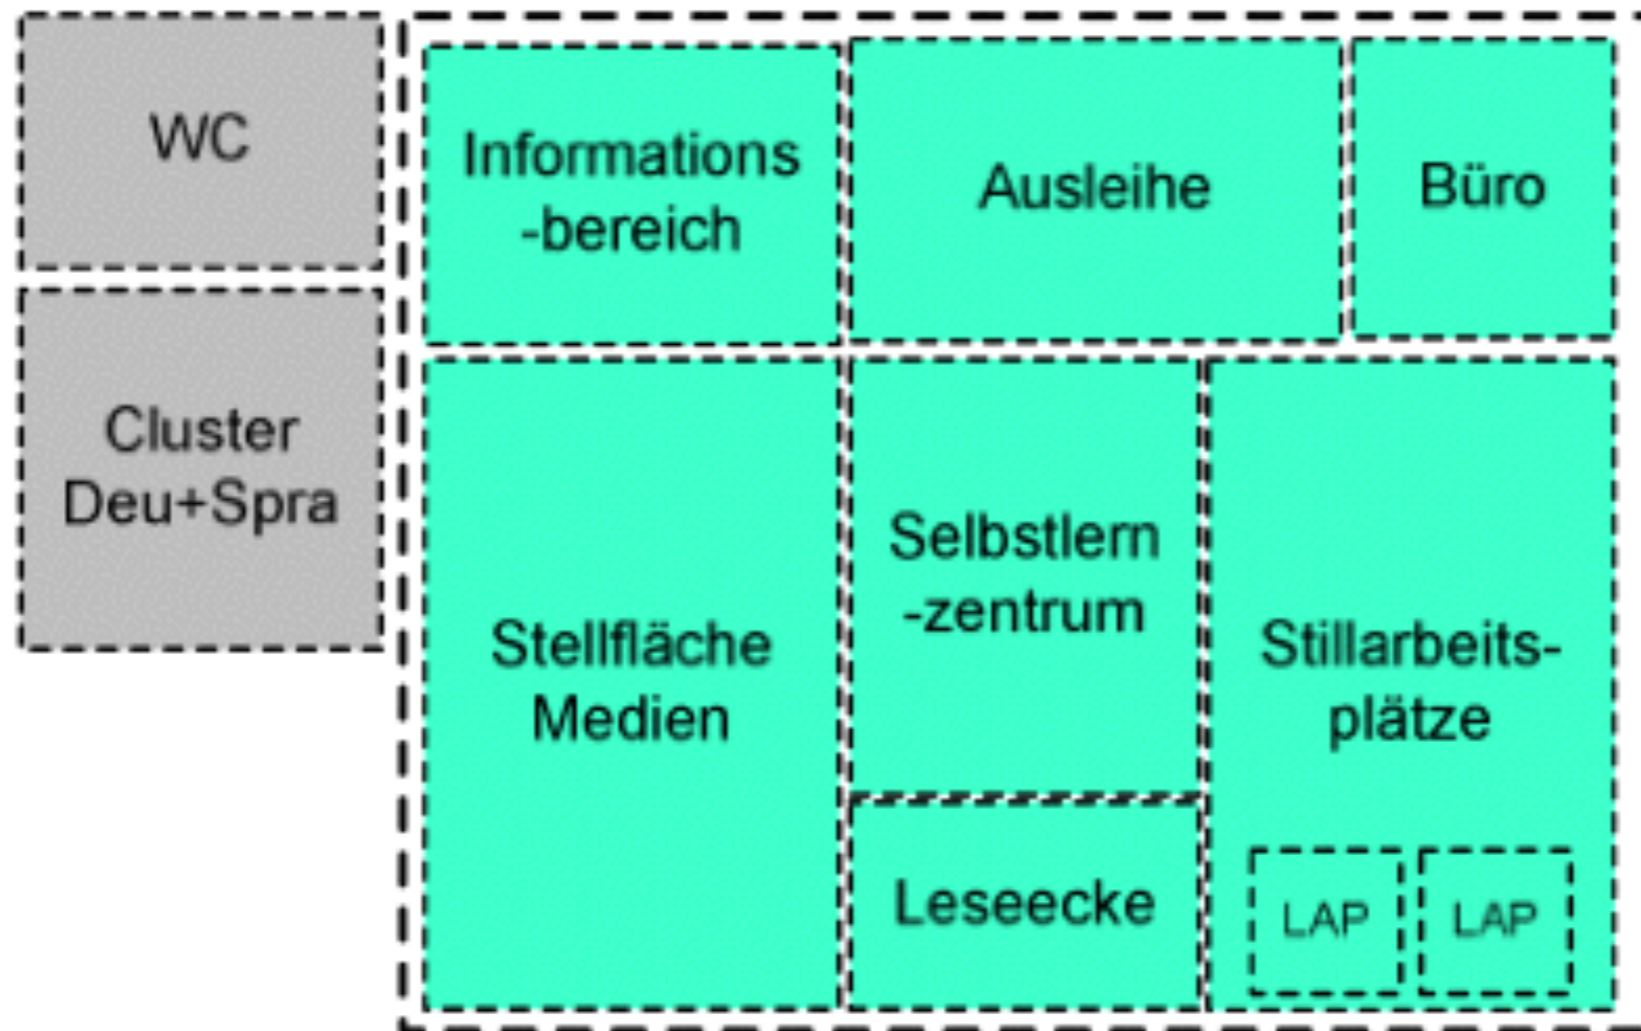 WC
Cluster
Deu+Spra
Informations
-bereich
Ausleihe
Büro
Stellfläche
Medien
Selbstlern
-zentrum
Leseecke
Stillarbeits-
plätze
LAP
LAP